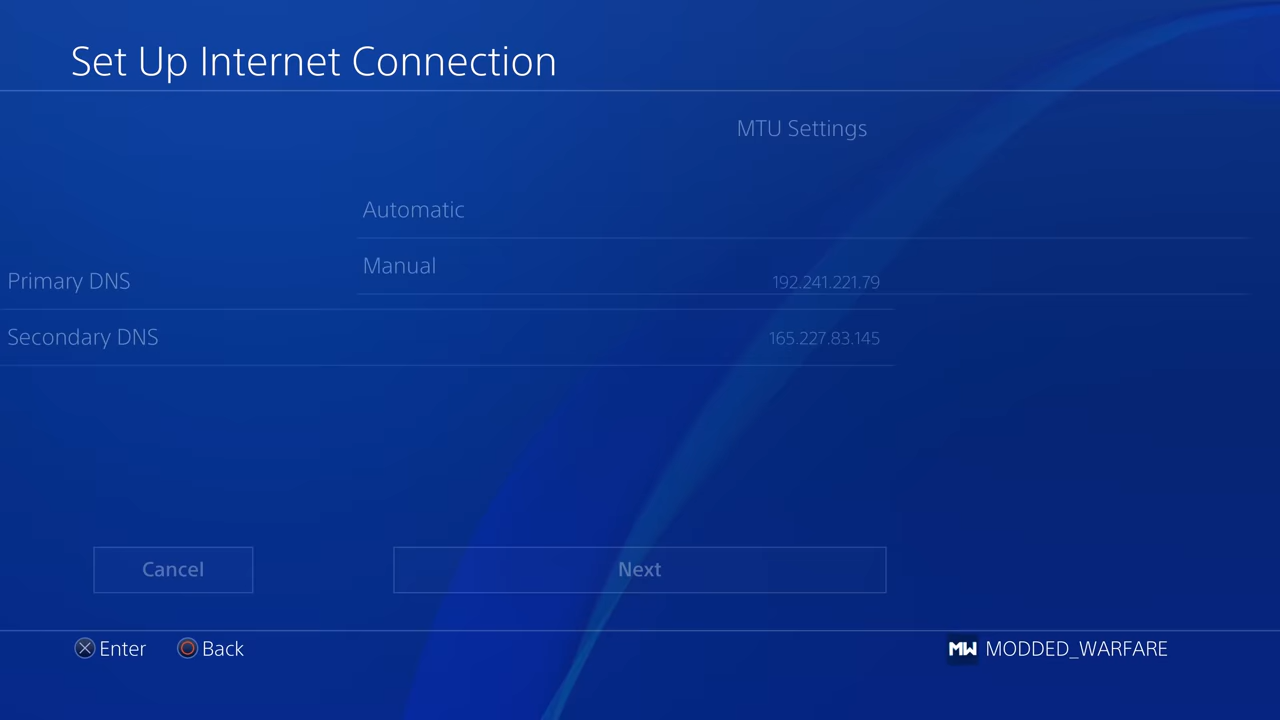 Set Up Internet Connection
MTU Settings
Automatic
Manual
Primary DNS 192.241.221.79
Secondary DNS 165.227.83.145
Cancel Next
Enter Back MW MODDED_WARFARE